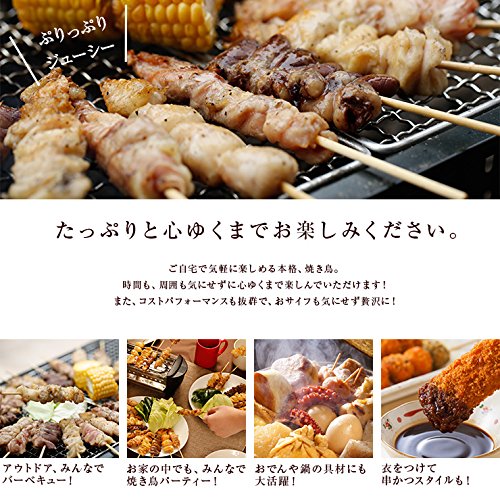 ぷりっぷり
ジューシー
たっぷりと心ゆくまでお楽しみください。
ご自宅で気軽に楽しめる本格、焼き鳥。
時間も、周囲も気にせずに心ゆくまで楽しんでいただけます！
また、コストパフォーマンスも抜群で、おサイフも気にせず贅沢に！
アウトドア、みんなで
バーベキュー！
お家の中でも、みんなで
焼き鳥パーティー！
おでんや鍋の具材にも
大活躍！
衣をつけて
串かつスタイルも！